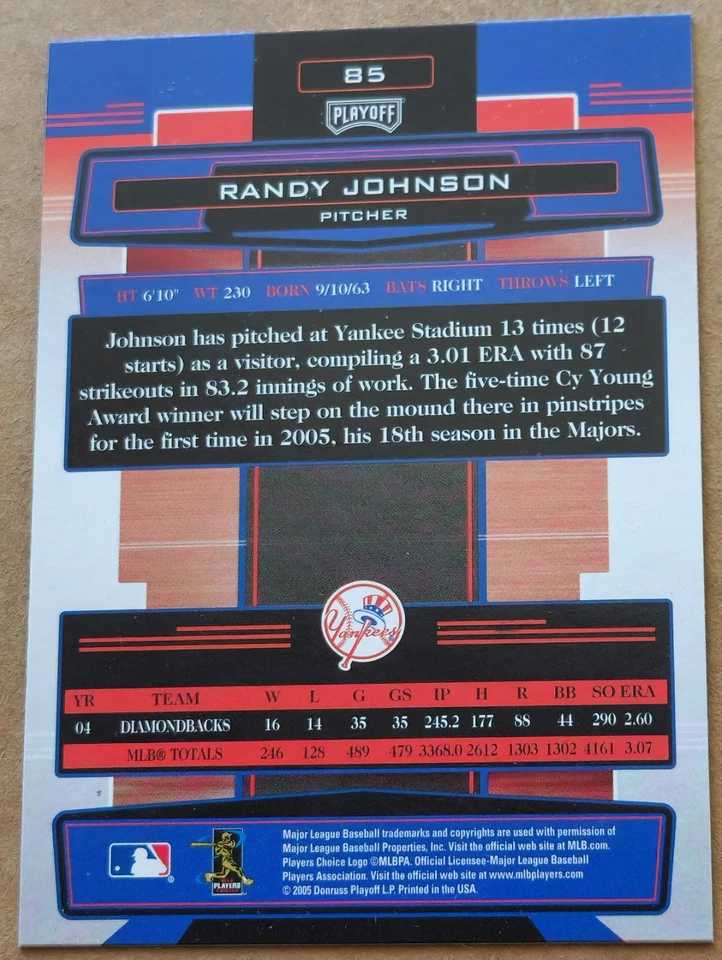 85
PLAYOFF
RANDY JOHNSON
PITCHER
HT 6'10" WT 230 BORN 9/10/63 BATS RIGHT THROWS LEFT
Johnson has pitched at Yankee Stadium 13 times (12
starts) as a visitor, compiling a 3.01 ERA with 87
strikeouts in 83.2 innings of work. The five-time Cy Young
Award winner will step on the mound there in pinstripes
for the first time in 2005, his 18th season in the Majors.
Yankees
YR TEAM W L G GS IP H R BB SO ERA
04 DIAMONDBACKS 16 14 35 35 245.2 177 88 44 290 2.60
MLB® TOTALS 246 128 489 479 3368.0 2612 1303 1302 4161 3.07
Major League Baseball trademarks and copyrights are used with permission of
Major League Baseball Properties, Inc. Visit the official web site at MLB.com.
Players Choice Logo ©MLBPA. Official Licensee-Major League Baseball
Players Association. Visit the official web site at www.mlbplayers.com
© 2005 Donruss Playoff L.P. Printed in the USA.
®
PLAYERS